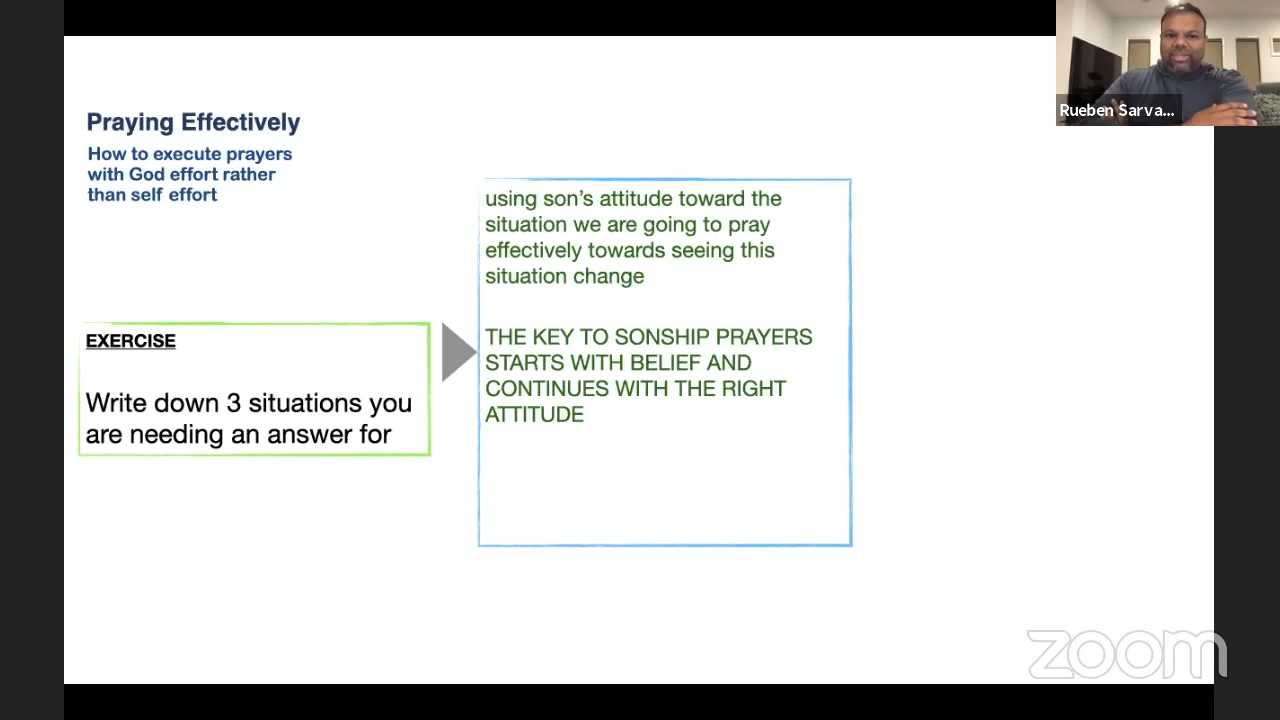 Praying Effectively
How to execute prayers
with God effort rather
than self effort
EXERCISE
Write down 3 situations you
are needing an answer for
using son’s attitude toward the
situation we are going to pray
effectively towards seeing this
situation change
THE KEY TO SONSHIP PRAYERS
STARTS WITH BELIEF AND
CONTINUES WITH THE RIGHT
ATTITUDE
Rueben Sarva...
zoom